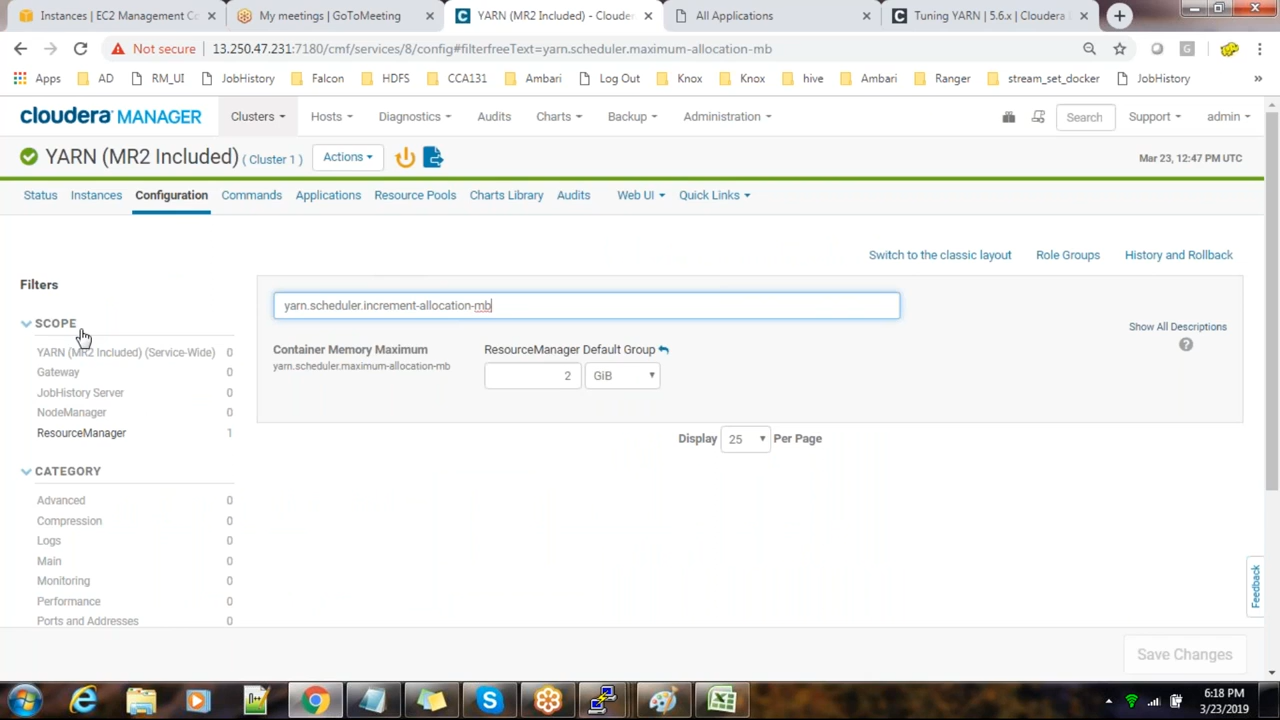 Instances | EC2 Management Co
My meetings | GoToMeeting
YARN (MR2 Included) - Cloude
All Applications
Tuning YARN | 5.6.x | Cloudera
Not secure
13.250.47.231:7180/cmf/services/8/config#filterfreeText=yarn.scheduler.maximum-allocation-mb
Apps
AD
RM_UI
JobHistory
Falcon
HDFS
CCA131
Ambari
Log Out
Knox
Knox
hive
Ambari
Ranger
stream_set_docker
JobHistory
»
cloudera MANAGER
Clusters
Hosts
Diagnostics
Audits
Charts
Backup
Administration
Search
Support
admin
YARN (MR2 Included) ( Cluster 1 )
Actions
Mar 23, 12:47 PM UTC
Status
Instances
Configuration
Commands
Applications
Resource Pools
Charts Library
Audits
Web UI
Quick Links
Switch to the classic layout
Role Groups
History and Rollback
Filters
yarn.scheduler.increment-allocation-mb
SCOPE
Show All Descriptions
?
YARN (MR2 Included) (Service-Wide) 0
Gateway 0
JobHistory Server 0
NodeManager 0
ResourceManager 1
Container Memory Maximum
yarn.scheduler.maximum-allocation-mb
ResourceManager Default Group
2
GiB
Display 25 Per Page
CATEGORY
Advanced 0
Compression 0
Logs 0
Main 0
Monitoring 0
Performance 0
Ports and Addresses 0
Feedback
Save Changes
6:18 PM
3/23/2019